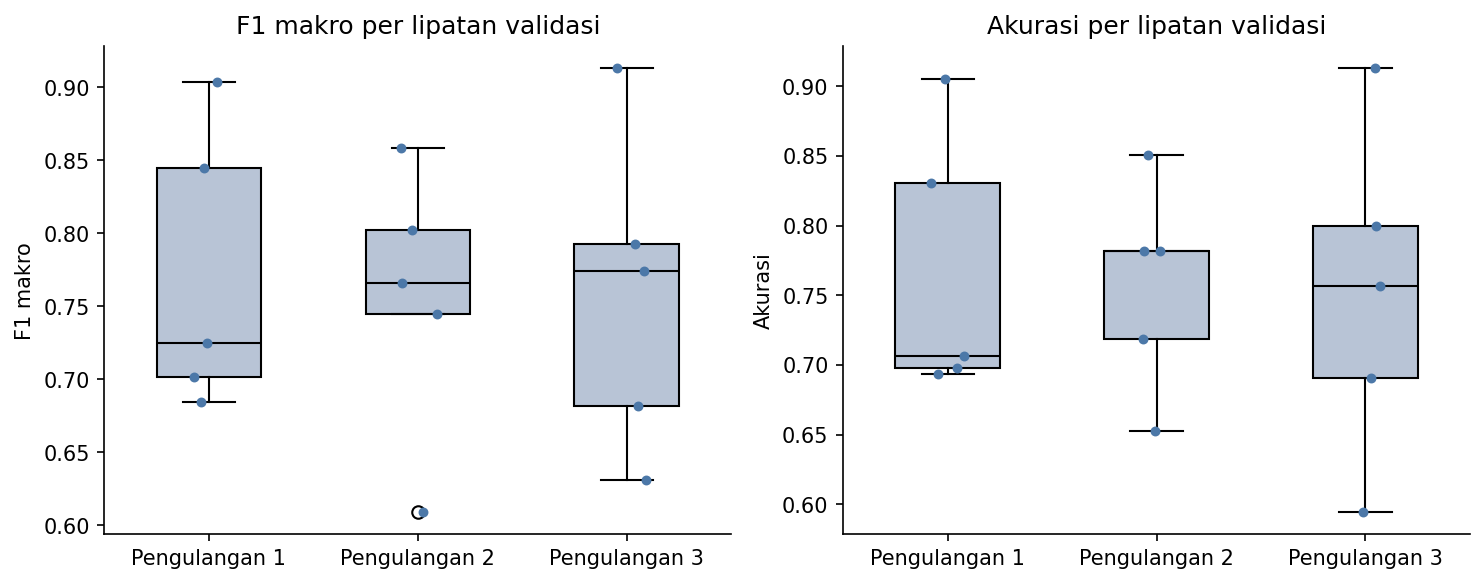 F1 makro per lipatan validasi
F1 makro
0.90
0.85
0.80
0.75
0.70
0.65
0.60
Pengulangan 1
Pengulangan 2
Pengulangan 3
Akurasi per lipatan validasi
Akurasi
0.90
0.85
0.80
0.75
0.70
0.65
0.60
Pengulangan 1
Pengulangan 2
Pengulangan 3